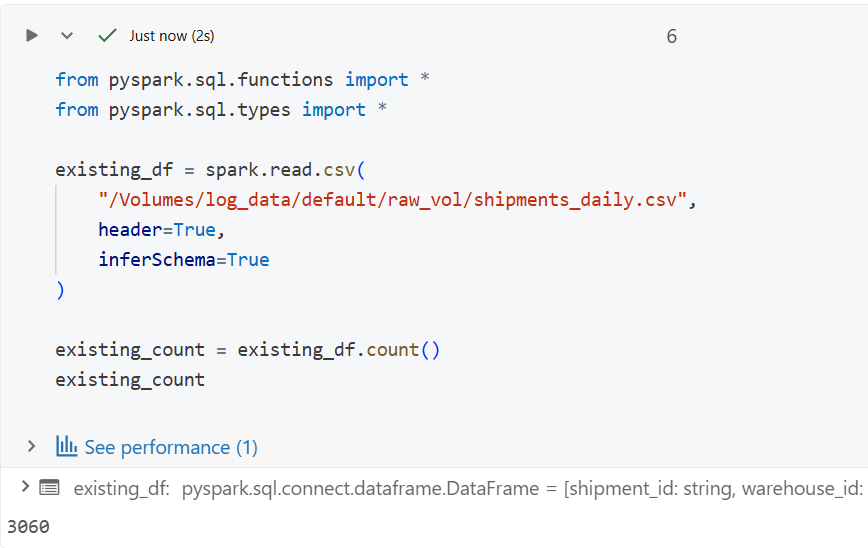 Just now (2s)
6
from pyspark.sql.functions import *
from pyspark.sql.types import *
existing_df = spark.read.csv(
    "/Volumes/log_data/default/raw_vol/shipments_daily.csv",
    header=True,
    inferSchema=True
)
existing_count = existing_df.count()
existing_count
See performance (1)
existing_df: pyspark.sql.connect.dataframe.DataFrame = [shipment_id: string, warehouse_id:
3060